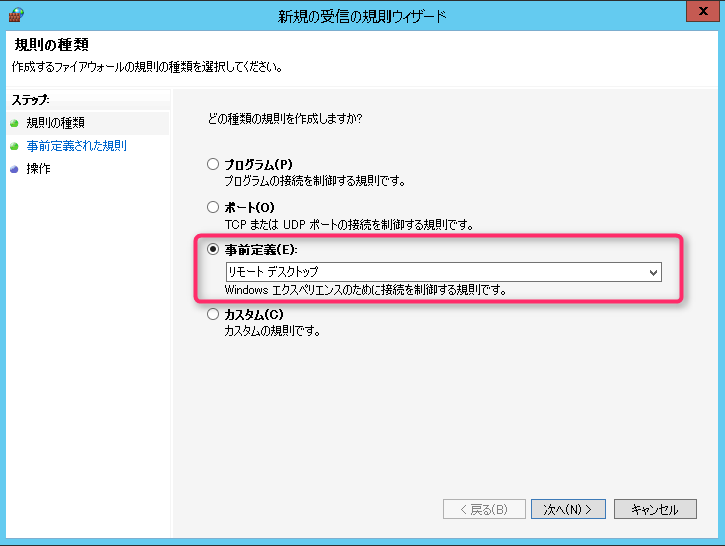 新規の受信の規則ウィザード
x
規則の種類
作成するファイアウォールの規則の種類を選択してください。
ステップ:
規則の種類
事前定義された規則
操作
どの種類の規則を作成しますか?
プログラム(P)
プログラムの接続を制御する規則です。
ポート(O)
TCP または UDP ポートの接続を制御する規則です。
事前定義(E):
リモート デスクトップ
Windows エクスペリエンスのために接続を制御する規則です。
カスタム(C)
カスタムの規則です。
< 戻る(B)
次へ(N) >
キャンセル